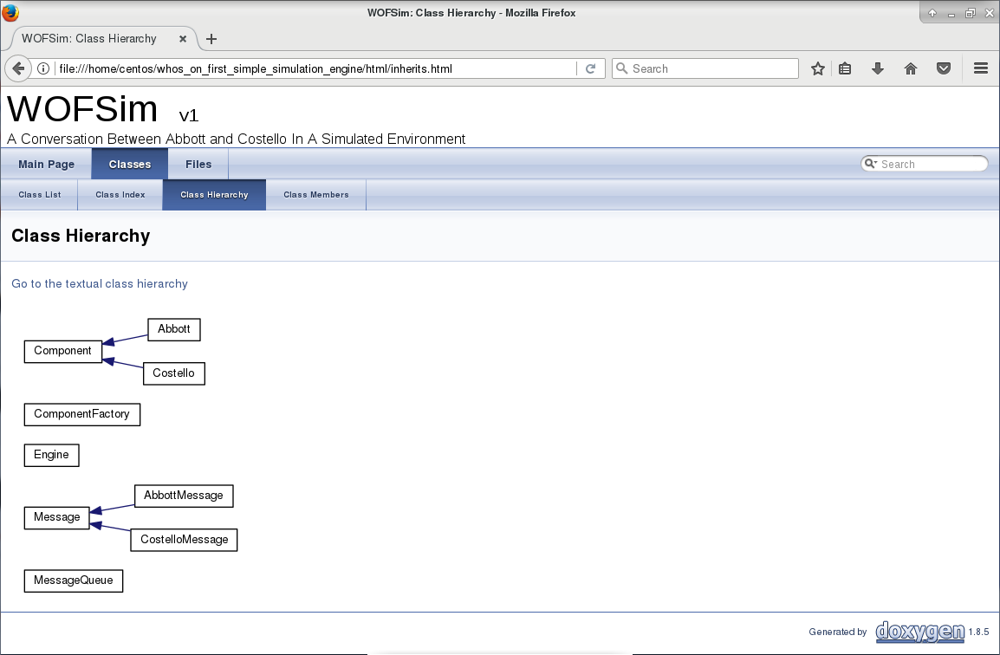 WOFSim: Class Hierarchy - Mozilla Firefox
WOFSim: Class Hierarchy
file:///home/centos/whos_on_first_simple_simulation_engine/html/inherits.html
Search
WOFSim v1
A Conversation Between Abbott and Costello In A Simulated Environment
Main Page Classes Files Search
Class List Class Index Class Hierarchy Class Members
Class Hierarchy
Go to the textual class hierarchy
Abbott
Component
Costello
ComponentFactory
Engine
AbbottMessage
Message
CostelloMessage
MessageQueue
Generated by doxygen 1.8.5